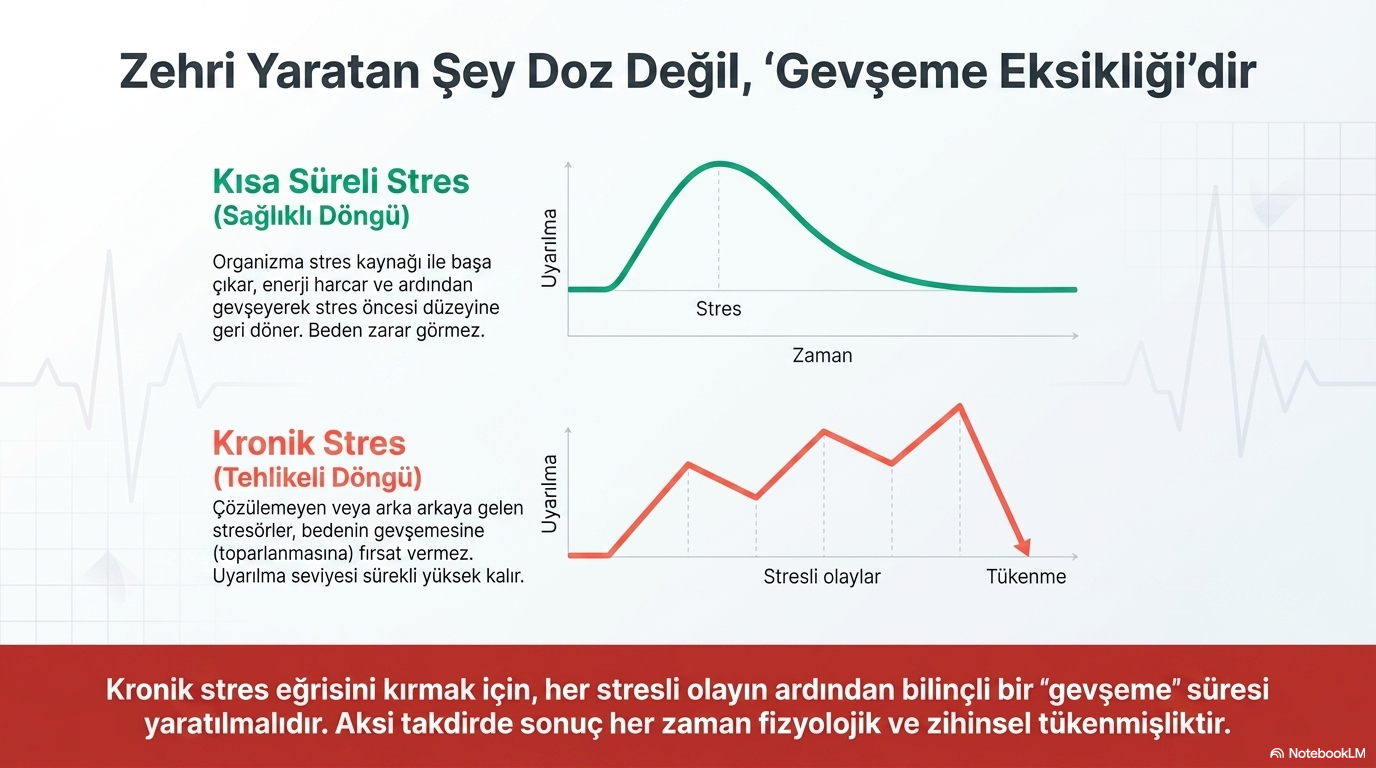 Zehri Yaratan Şey Doz Değil, ‘Gevşeme Eksikliği’dir
Kısa Süreli Stres
(Sağlıklı Döngü)
Organizma stres kaynağı ile başa
çıkar, enerji harcar ve ardından
gevşeyerek stres öncesi düzeyine
geri döner. Beden zarar görmez.
Uyarılma
Stres
Zaman
Kronik Stres
(Tehlikeli Döngü)
Çözülemeyen veya arka arkaya gelen
stresörler, bedenin gevşemesine
(toparlanmasına) fırsat vermez.
Uyarılma seviyesi sürekli yüksek kalır.
Uyarılma
Stresli olaylar
Tükenme
Kronik stres eğrisini kırmak için, her stresli olayın ardından bilinçli bir “gevşeme” süresi
yaratılmalıdır. Aksi takdirde sonuç her zaman fizyolojik ve zihinsel tükenmişliktir.
NotebookLM